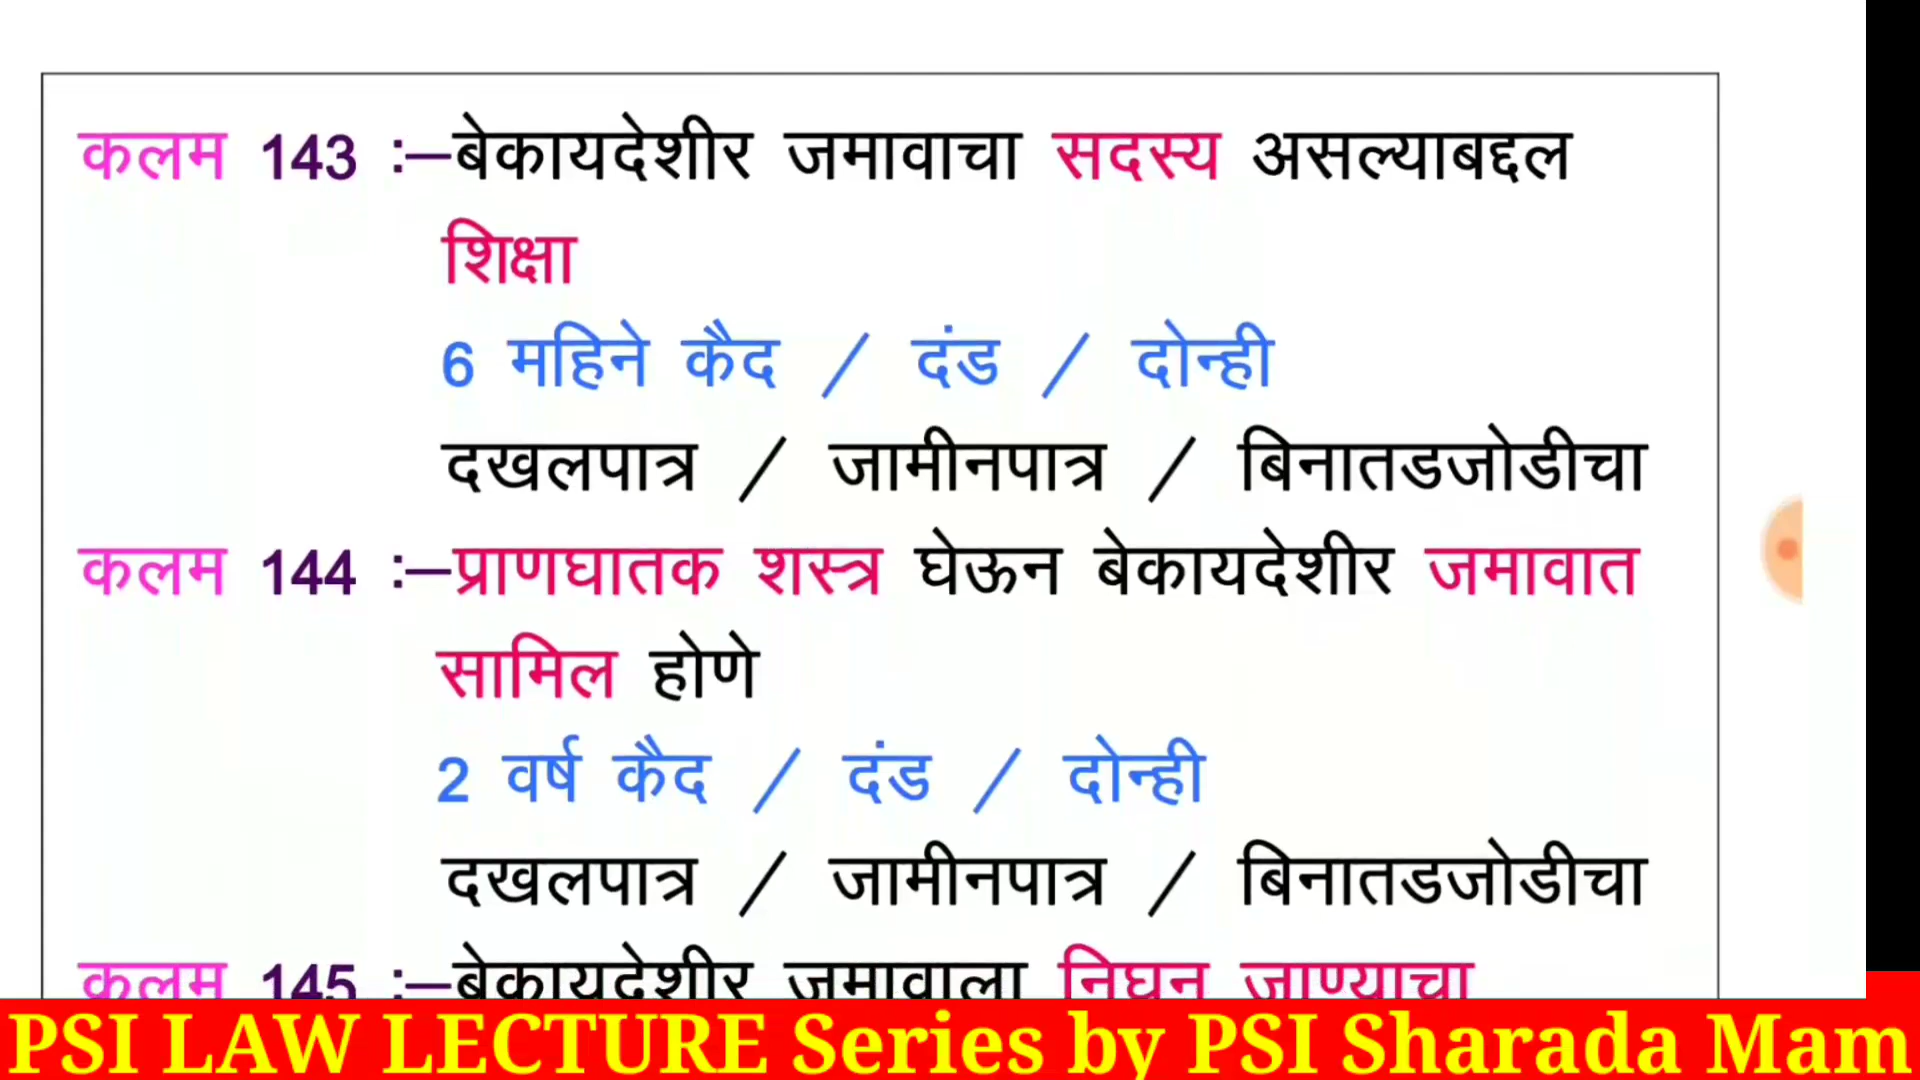 कलम 143 :–बेकायदेशीर जमावाचा सदस्य असल्याबद्दल
शिक्षा
6 महिने कैद / दंड / दोन्ही
दखलपात्र / जामीनपात्र / बिनातडजोडीचा
कलम 144 :–प्राणघातक शस्त्र घेऊन बेकायदेशीर जमावात
सामिल होणे
2 वर्ष कैद / दंड / दोन्ही
दखलपात्र / जामीनपात्र / बिनातडजोडीचा
कलम 145 :–बेकायदेशीर जमावाला निघून जाण्याचा
PSI LAW LECTURE Series by PSI Sharada Mam